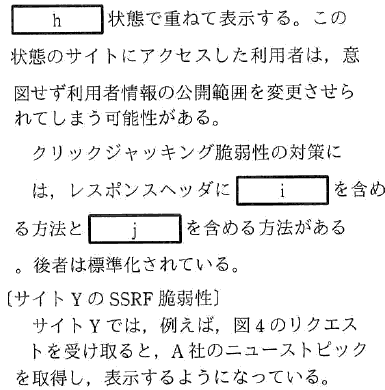 h 状態で重ねて表示する。この
状態のサイトにアクセスした利用者は，意
図せず利用者情報の公開範囲を変更させら
れてしまう可能性がある。
クリックジャッキング脆弱性の対策に
は，レスポンスヘッダに i を含め
る方法と j を含める方法がある
。後者は標準化されている。
〔サイトYのSSRF脆弱性〕
サイトYでは，例えば，図4のリクエス
トを受け取ると，A社のニューストピック
を取得し，表示するようになっている。